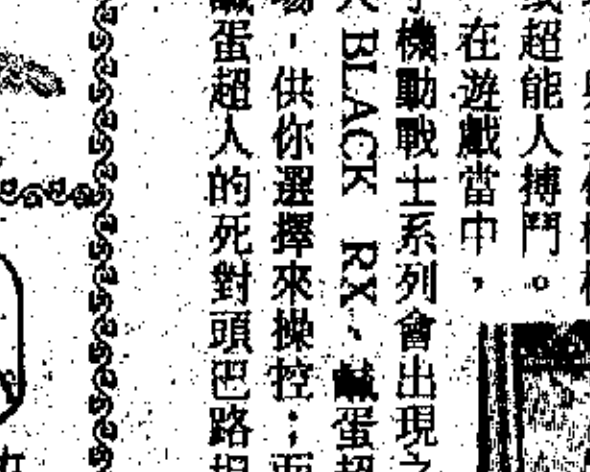 超能人搏鬥。
在遊戲當中，
機動戰士系列會出現
BLACK RX、鹹蛋超
，供你選擇來操控；而
鹹蛋超人的死對頭巴路